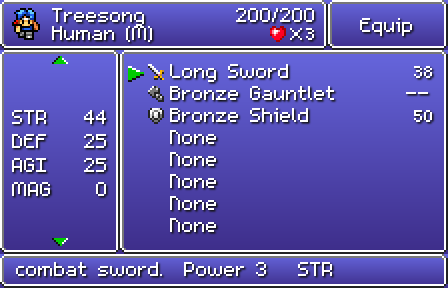 Treesong 200/200
Human (M) X3
Equip
Long Sword 38
Bronze Gauntlet --
Bronze Shield 50
None
None
None
None
None
STR 44
DEF 25
AGI 25
MAG 0
combat sword. Power 3 STR